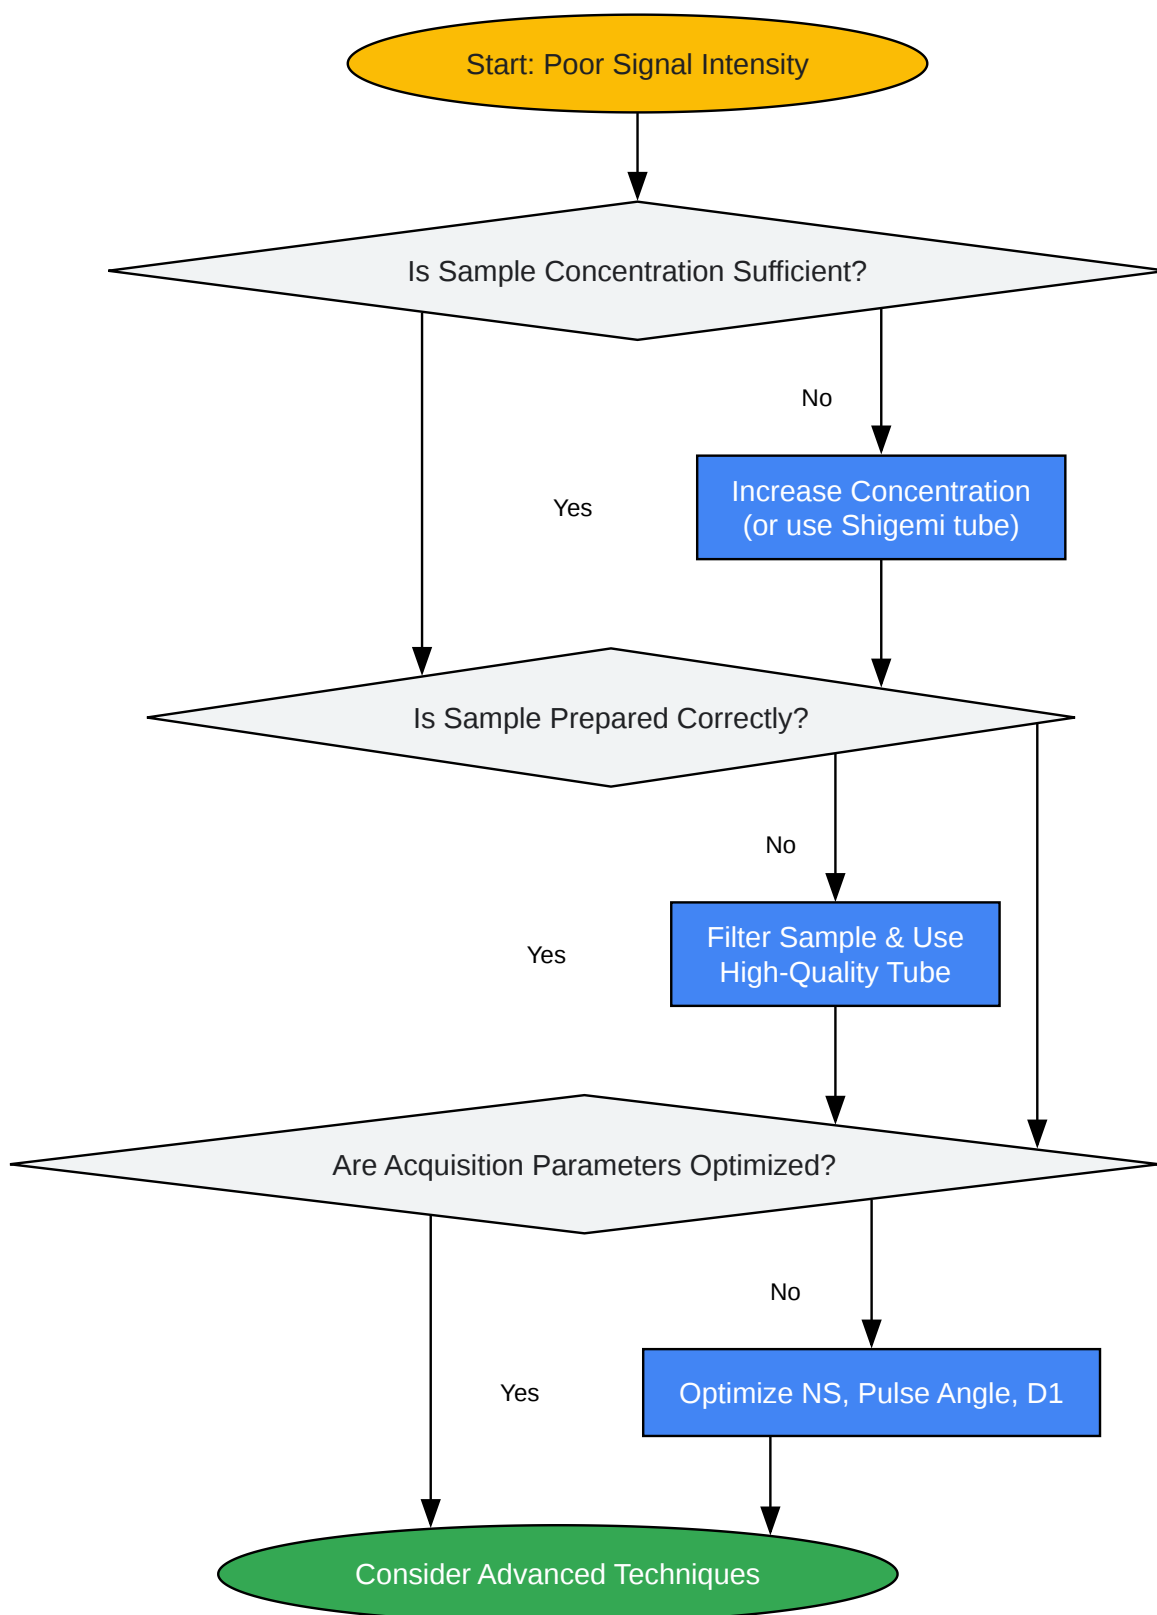 Start: Poor Signal Intensity
Is Sample Concentration Sufficient?
No
Increase Concentration
(or use Shigemi tube)
Yes
Is Sample Prepared Correctly?
No
Filter Sample & Use
High-Quality Tube
Yes
Are Acquisition Parameters Optimized?
No
Optimize NS, Pulse Angle, D1
Yes
Consider Advanced Techniques